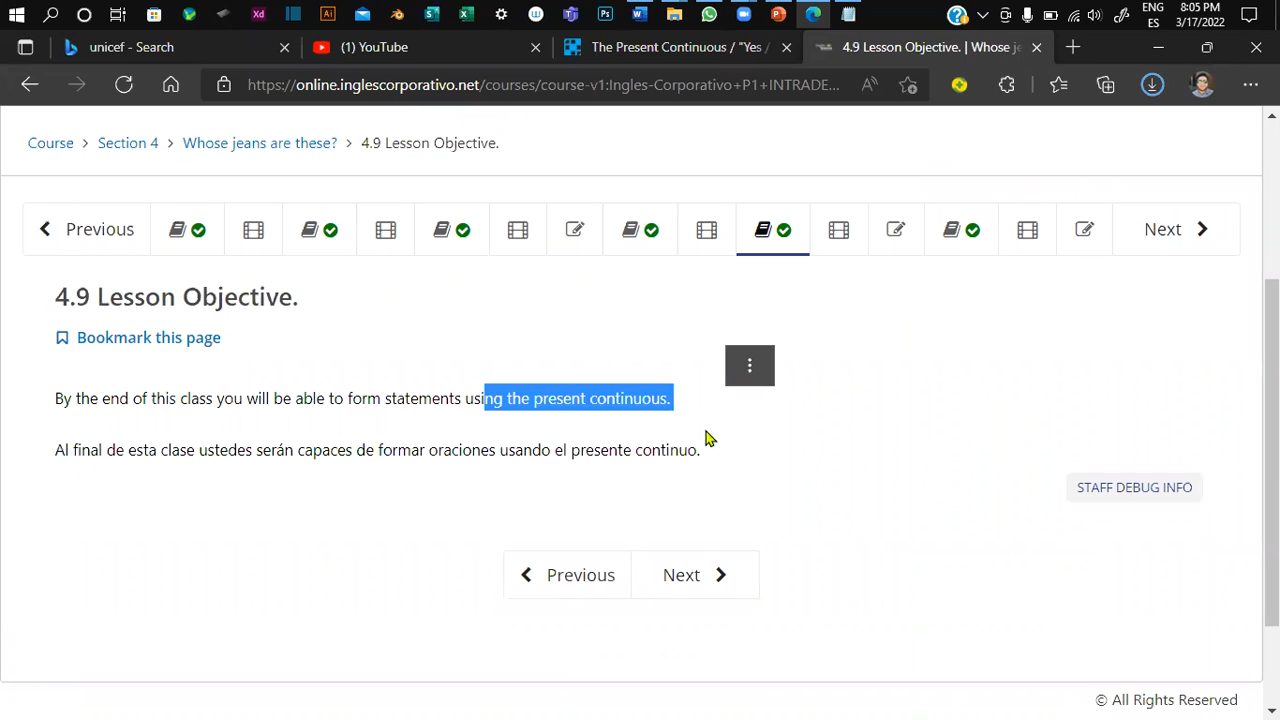 ENG
ES
8:05 PM
3/17/2022
unicef - Search
(1) YouTube
The Present Continuous / "Yes /
4.9 Lesson Objective. | Whose je
https://online.inglescorporativo.net/courses/course-v1:Ingles-Corporativo+P1+INTRADE...
Course > Section 4 > Whose jeans are these? > 4.9 Lesson Objective.
Previous
Next
4.9 Lesson Objective.
Bookmark this page
By the end of this class you will be able to form statements using the present continuous.
Al final de esta clase ustedes serán capaces de formar oraciones usando el presente continuo.
STAFF DEBUG INFO
Previous
Next
© All Rights Reserved